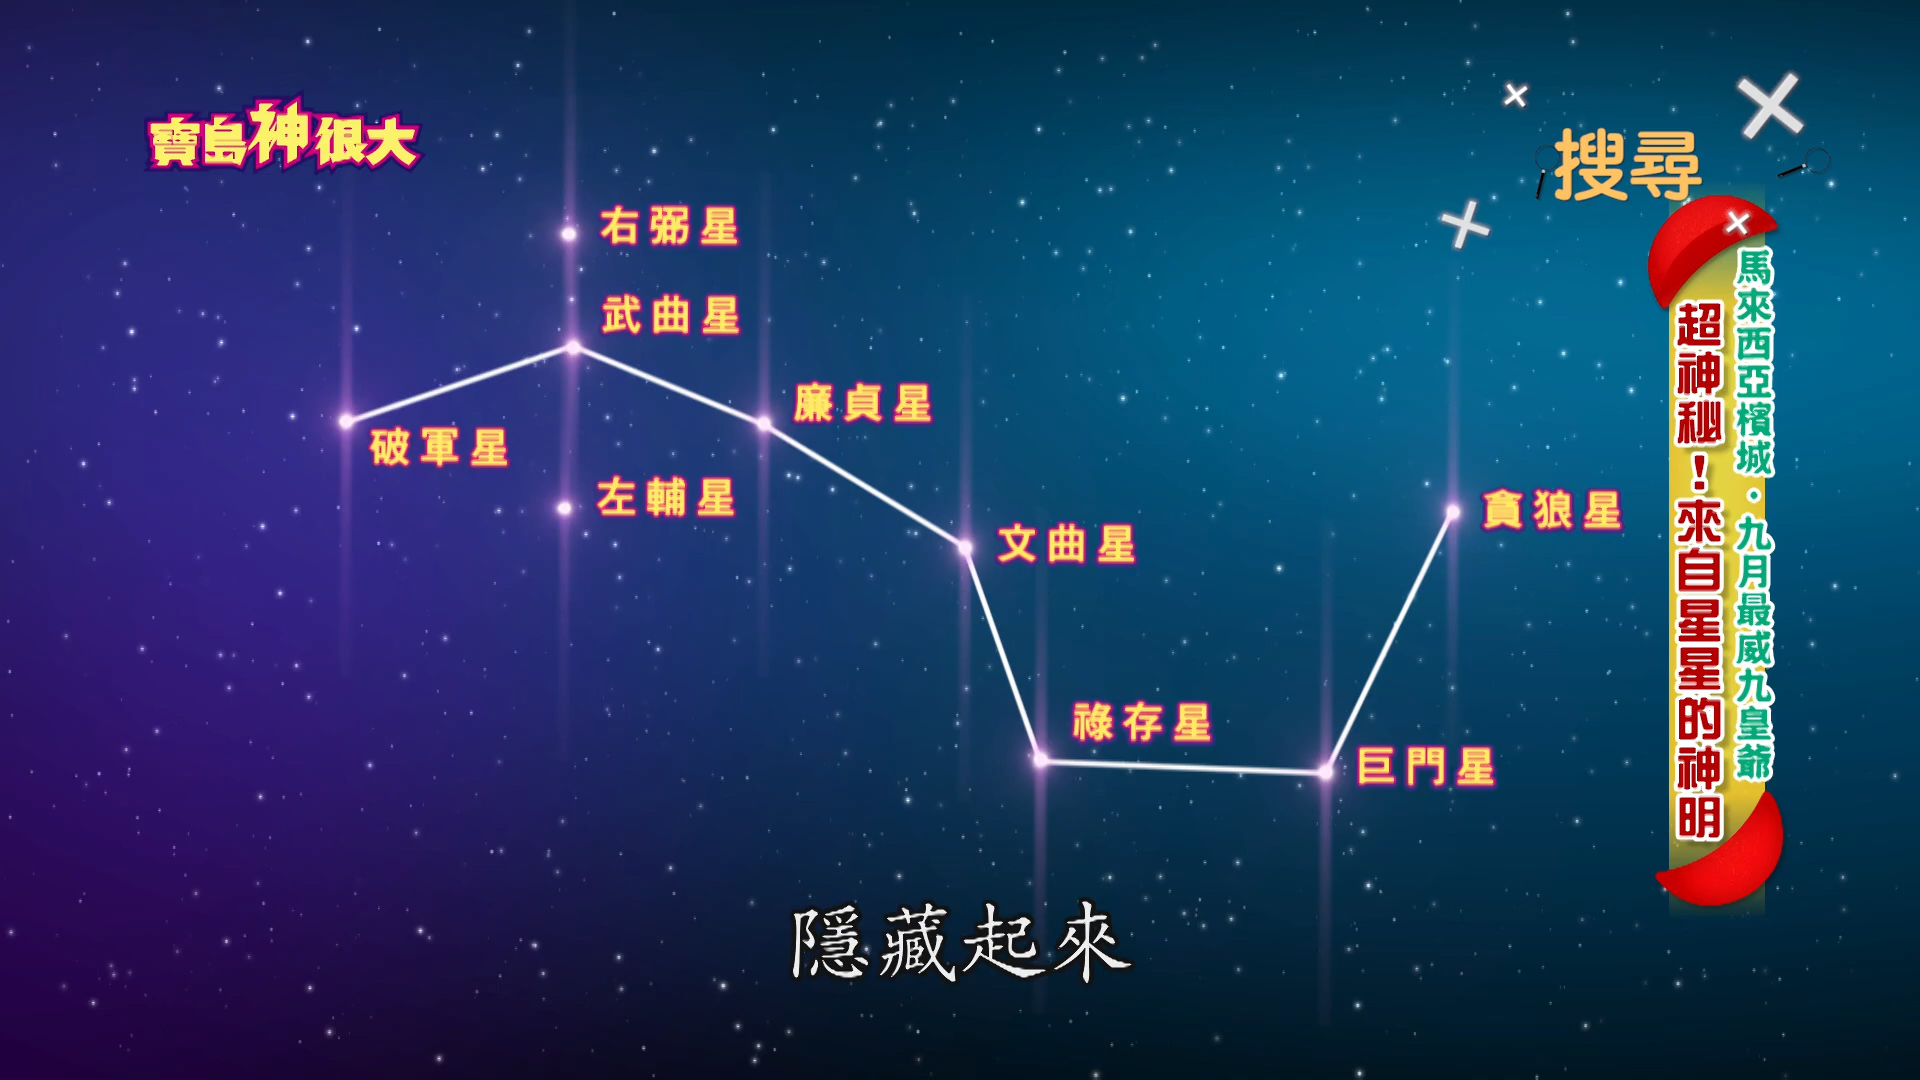 寶島神很大
搜尋
馬來西亞檳城·九月最威九皇爺
超神秘!來自星星的神明
右弼星
武曲星
廉貞星
破軍星
左輔星
文曲星
貪狼星
祿存星
巨門星
隱藏起來